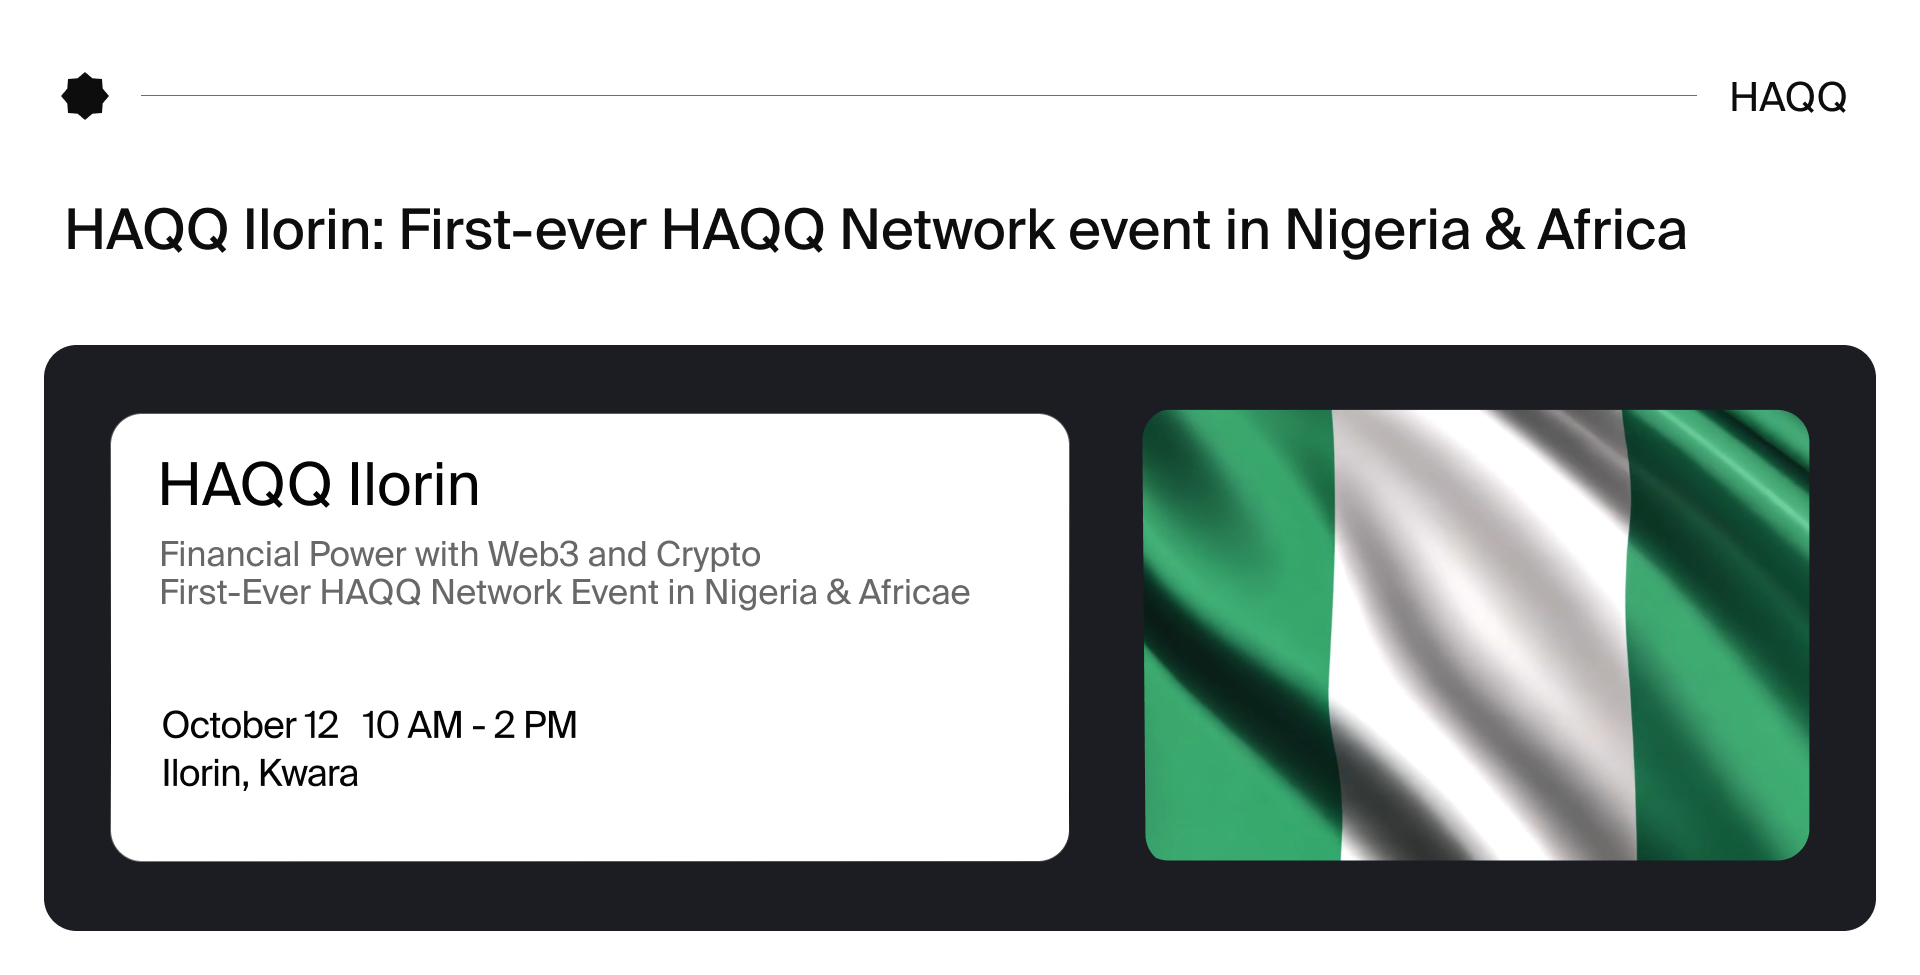 HAQQ
HAQQ Ilorin: First-ever HAQQ Network event in Nigeria & Africa
HAQQ Ilorin
Financial Power with Web3 and Crypto
First-Ever HAQQ Network Event in Nigeria & Africae
October 12 10 AM - 2 PM
Ilorin, Kwara